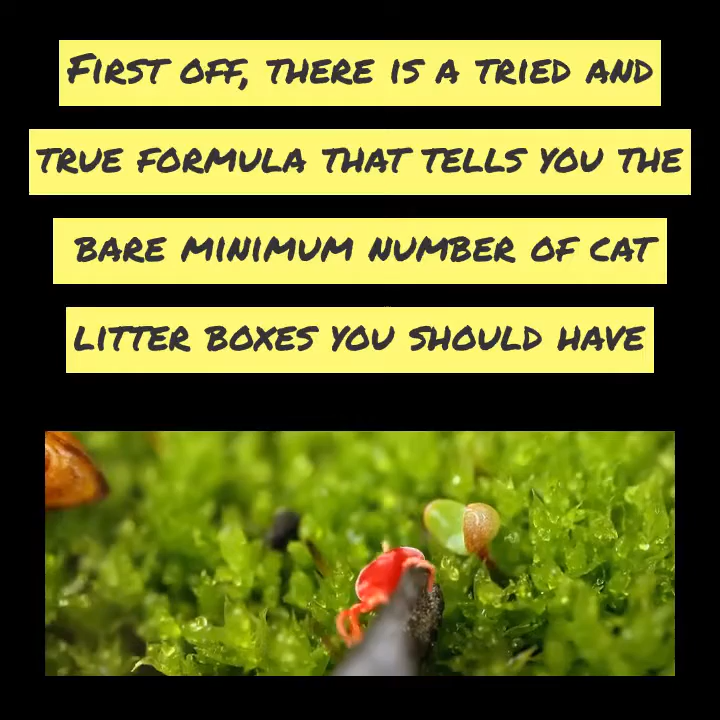 First off, there is a tried and
true formula that tells you the
bare minimum number of cat
litter boxes you should have